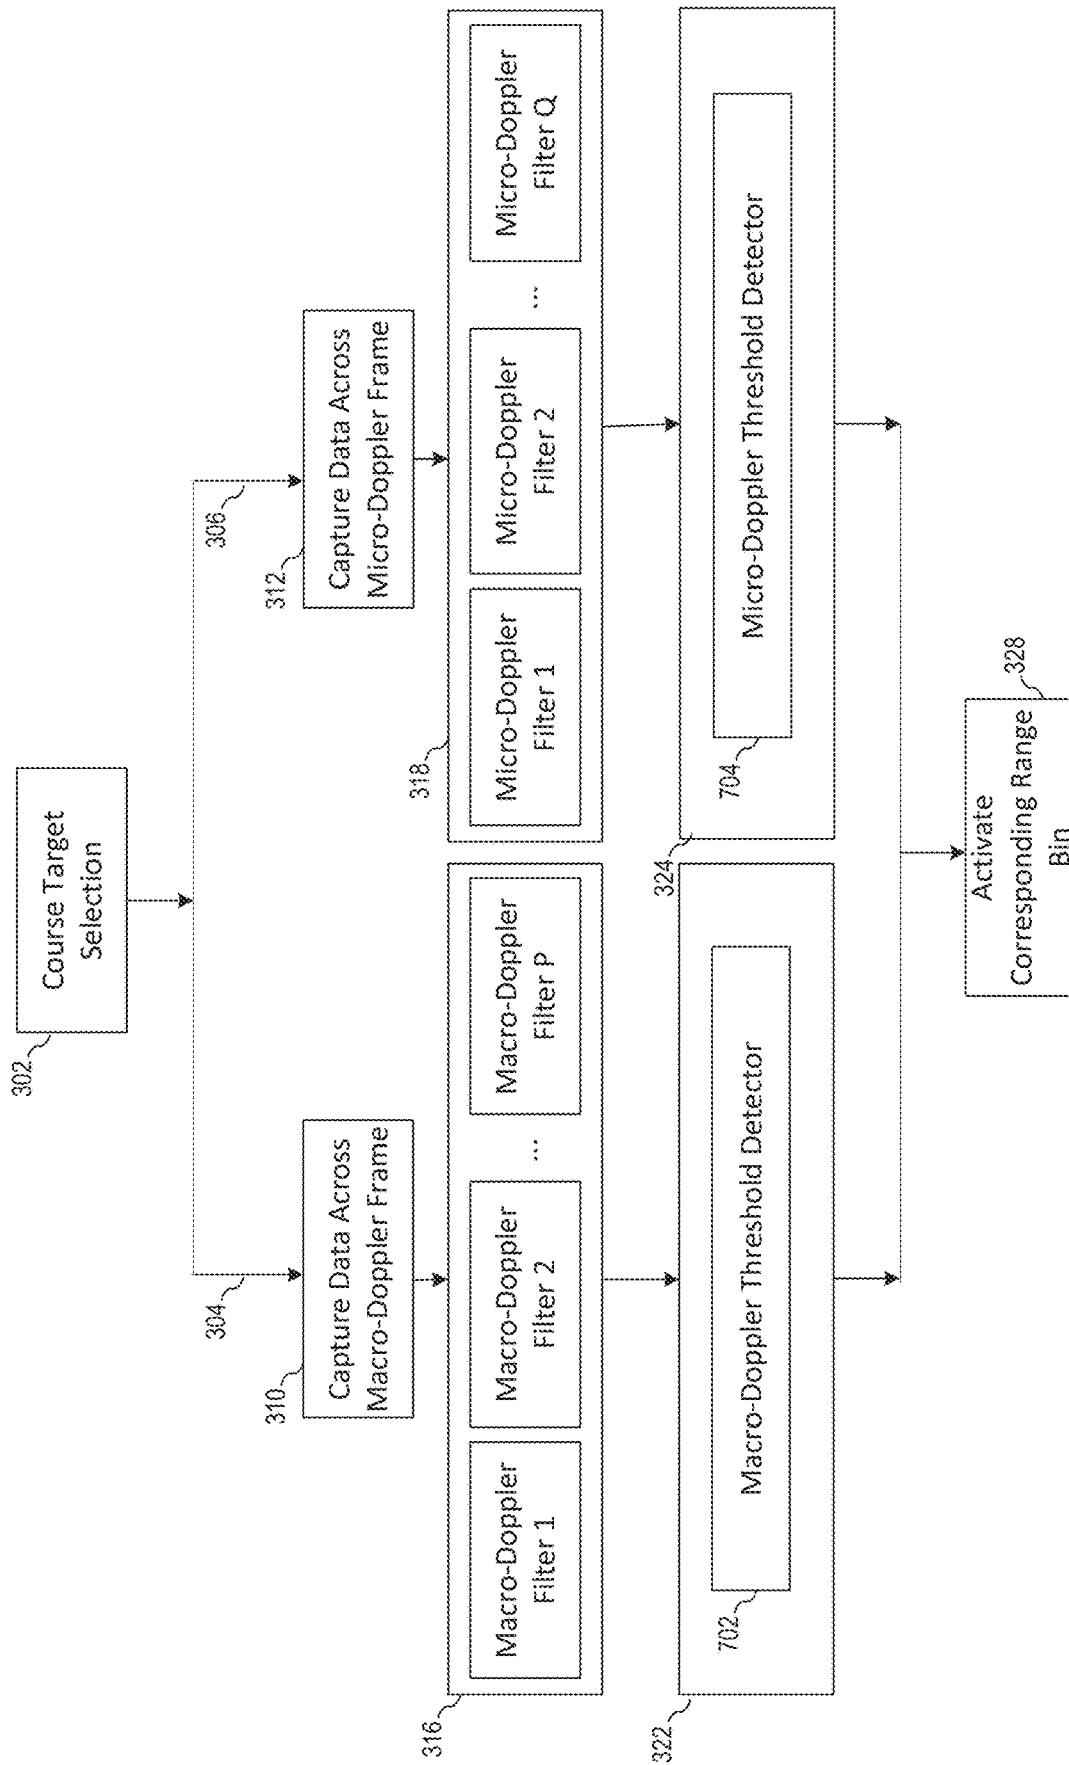 302
Course Target
Selection
304
306
310
Capture Data Across
Macro-Doppler Frame
312
Capture Data Across
Micro-Doppler Frame
316
Macro-Doppler
Filter 1
Macro-Doppler
Filter 2
...
Macro-Doppler
Filter P
318
Micro-Doppler
Filter 1
Micro-Doppler
Filter 2
...
Micro-Doppler
Filter Q
322
702
Macro-Doppler Threshold Detector
324
704
Micro-Doppler Threshold Detector
Activate
Corresponding Range
Bin
328